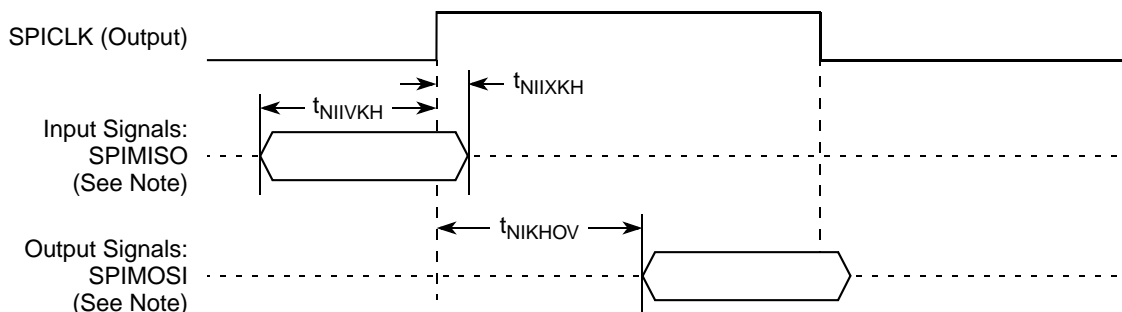 SPICLK (Output)
tNIIXKH
tNIIVKH
Input Signals:
SPIMISO
(See Note)
tNIKHOV
Output Signals:
SPIMOSI
(See Note)